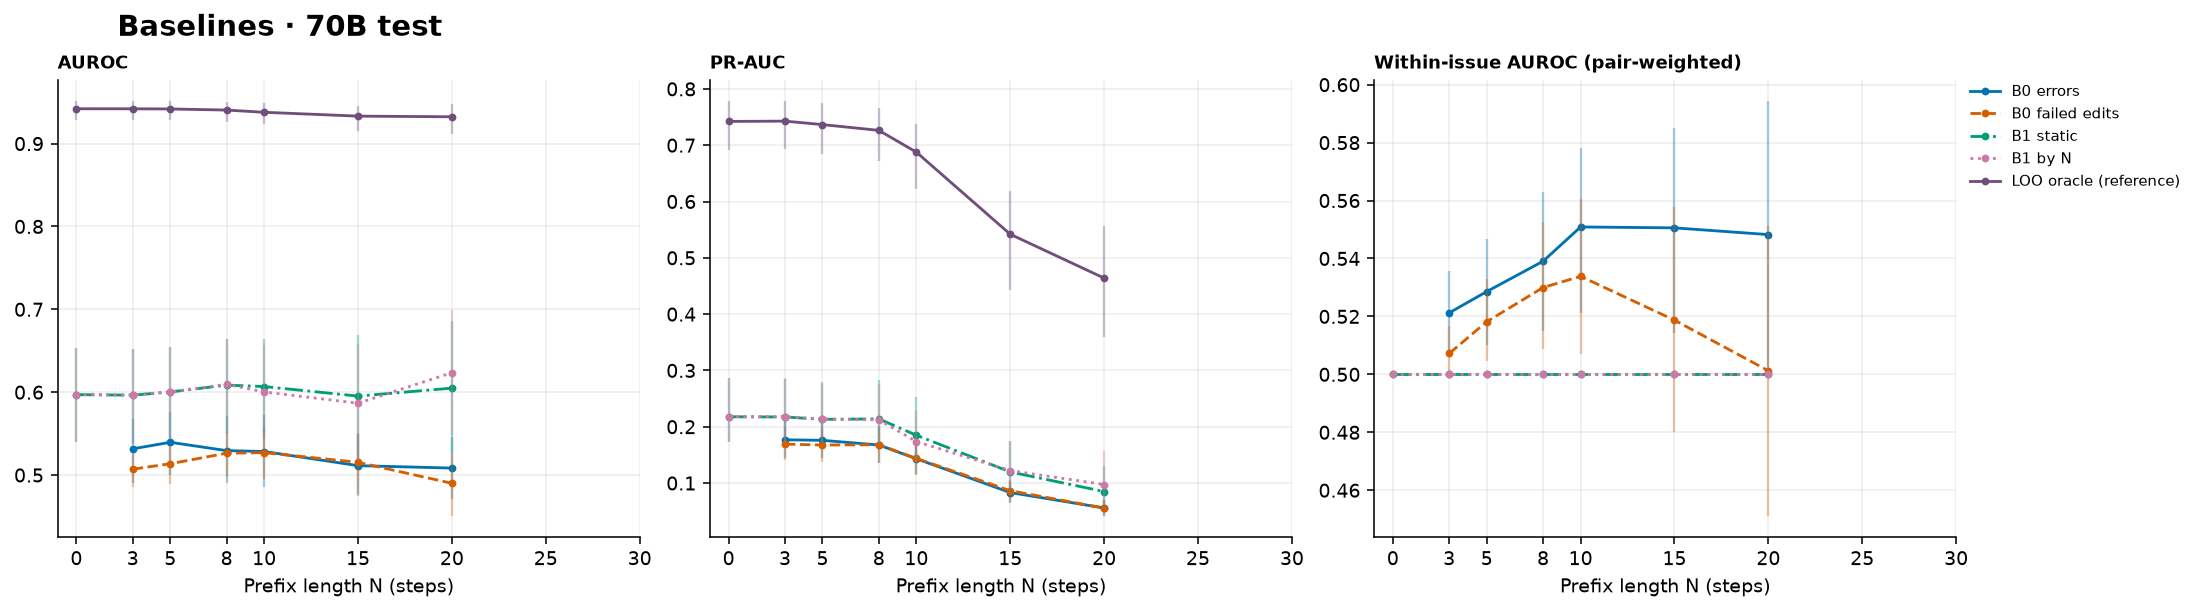 Baselines · 70B test
AUROC
0.9
0.8
0.7
0.6
0.5
0 3 5 8 10 15 20 25 30
Prefix length N (steps)
PR-AUC
0.8
0.7
0.6
0.5
0.4
0.3
0.2
0.1
0 3 5 8 10 15 20 25 30
Prefix length N (steps)
Within-issue AUROC (pair-weighted)
0.60
0.58
0.56
0.54
0.52
0.50
0.48
0.46
0 3 5 8 10 15 20 25 30
Prefix length N (steps)
B0 errors
B0 failed edits
B1 static
B1 by N
LOO oracle (reference)